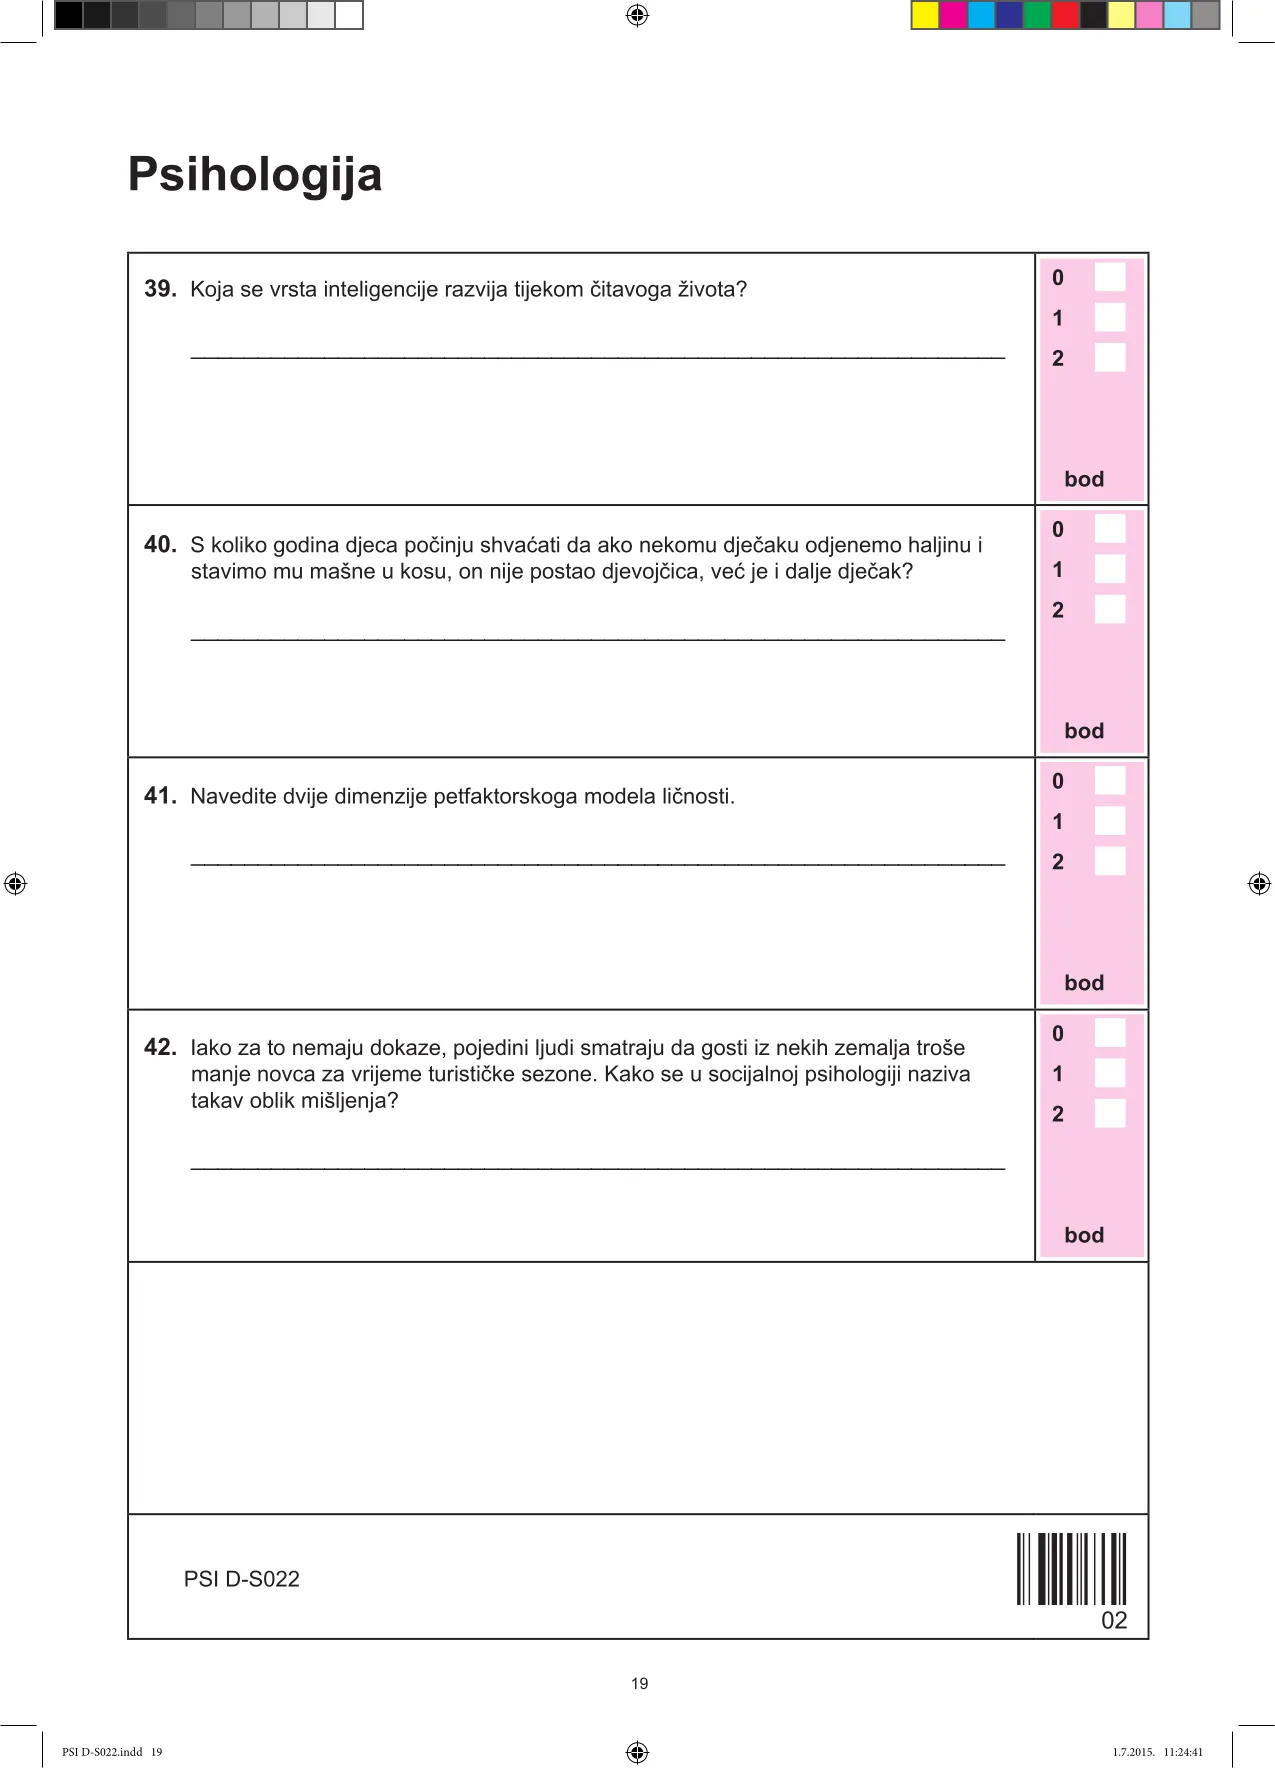 Psihologija
39. Koja se vrsta inteligencije razvija tijekom čitavoga života?
0
1
2
bod
40. S koliko godina djeca počinju shvaćati da ako nekomu dječaku odjenemo haljinu i
stavimo mu mašne u kosu, on nije postao djevojčica, već je i dalje dječak?
0
1
2
bod
41. Navedite dvije dimenzije petfaktorskoga modela ličnosti.
0
1
2
bod
42. Iako za to nemaju dokaze, pojedini ljudi smatraju da gosti iz nekih zemalja troše
manje novca za vrijeme turističke sezone. Kako se u socijalnoj psihologiji naziva
takav oblik mišljenja?
0
1
2
bod
PSI D-S022
02
19
PSI D-S022.indd 19
1.7.2015. 11:24:41